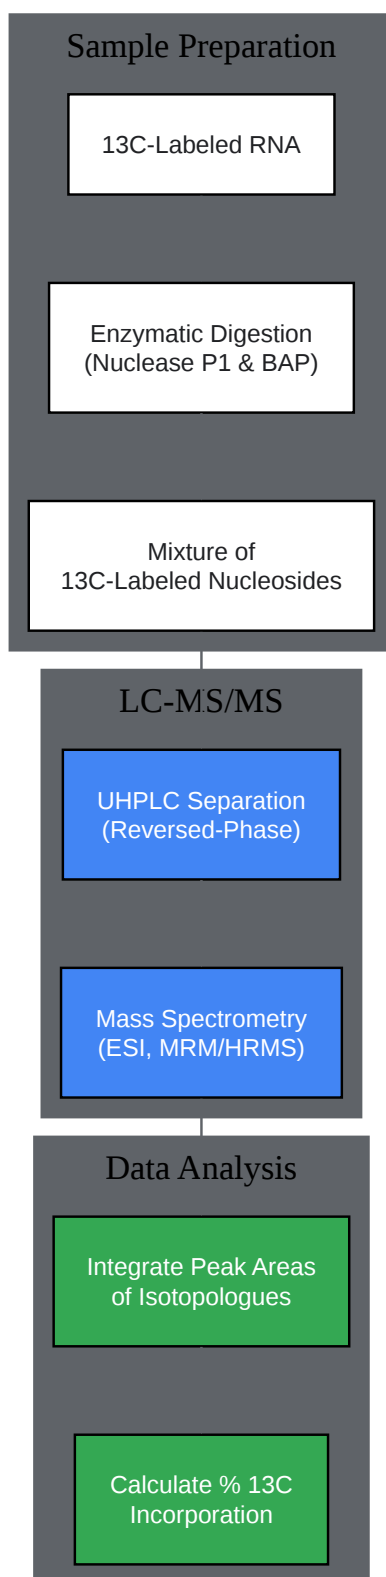 Sample Preparation
13C-Labeled RNA
Enzymatic Digestion
(Nuclease P1 & BAP)
Mixture of
13C-Labeled Nucleosides
LC-MS/MS
UHPLC Separation
(Reversed-Phase)
Mass Spectrometry
(ESI, MRM/HRMS)
Data Analysis
Integrate Peak Areas
of Isotopologues
Calculate % 13C
Incorporation